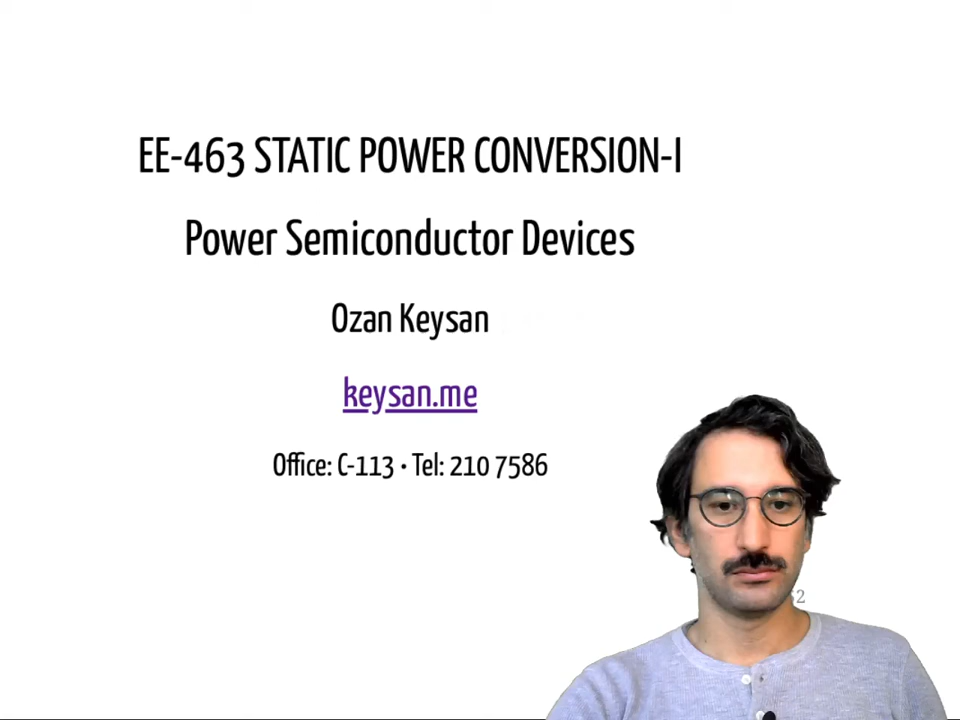 EE-463 STATIC POWER CONVERSION-I
Power Semiconductor Devices
Ozan Keysan
keysan.me
Office: C-113 • Tel: 210 7586